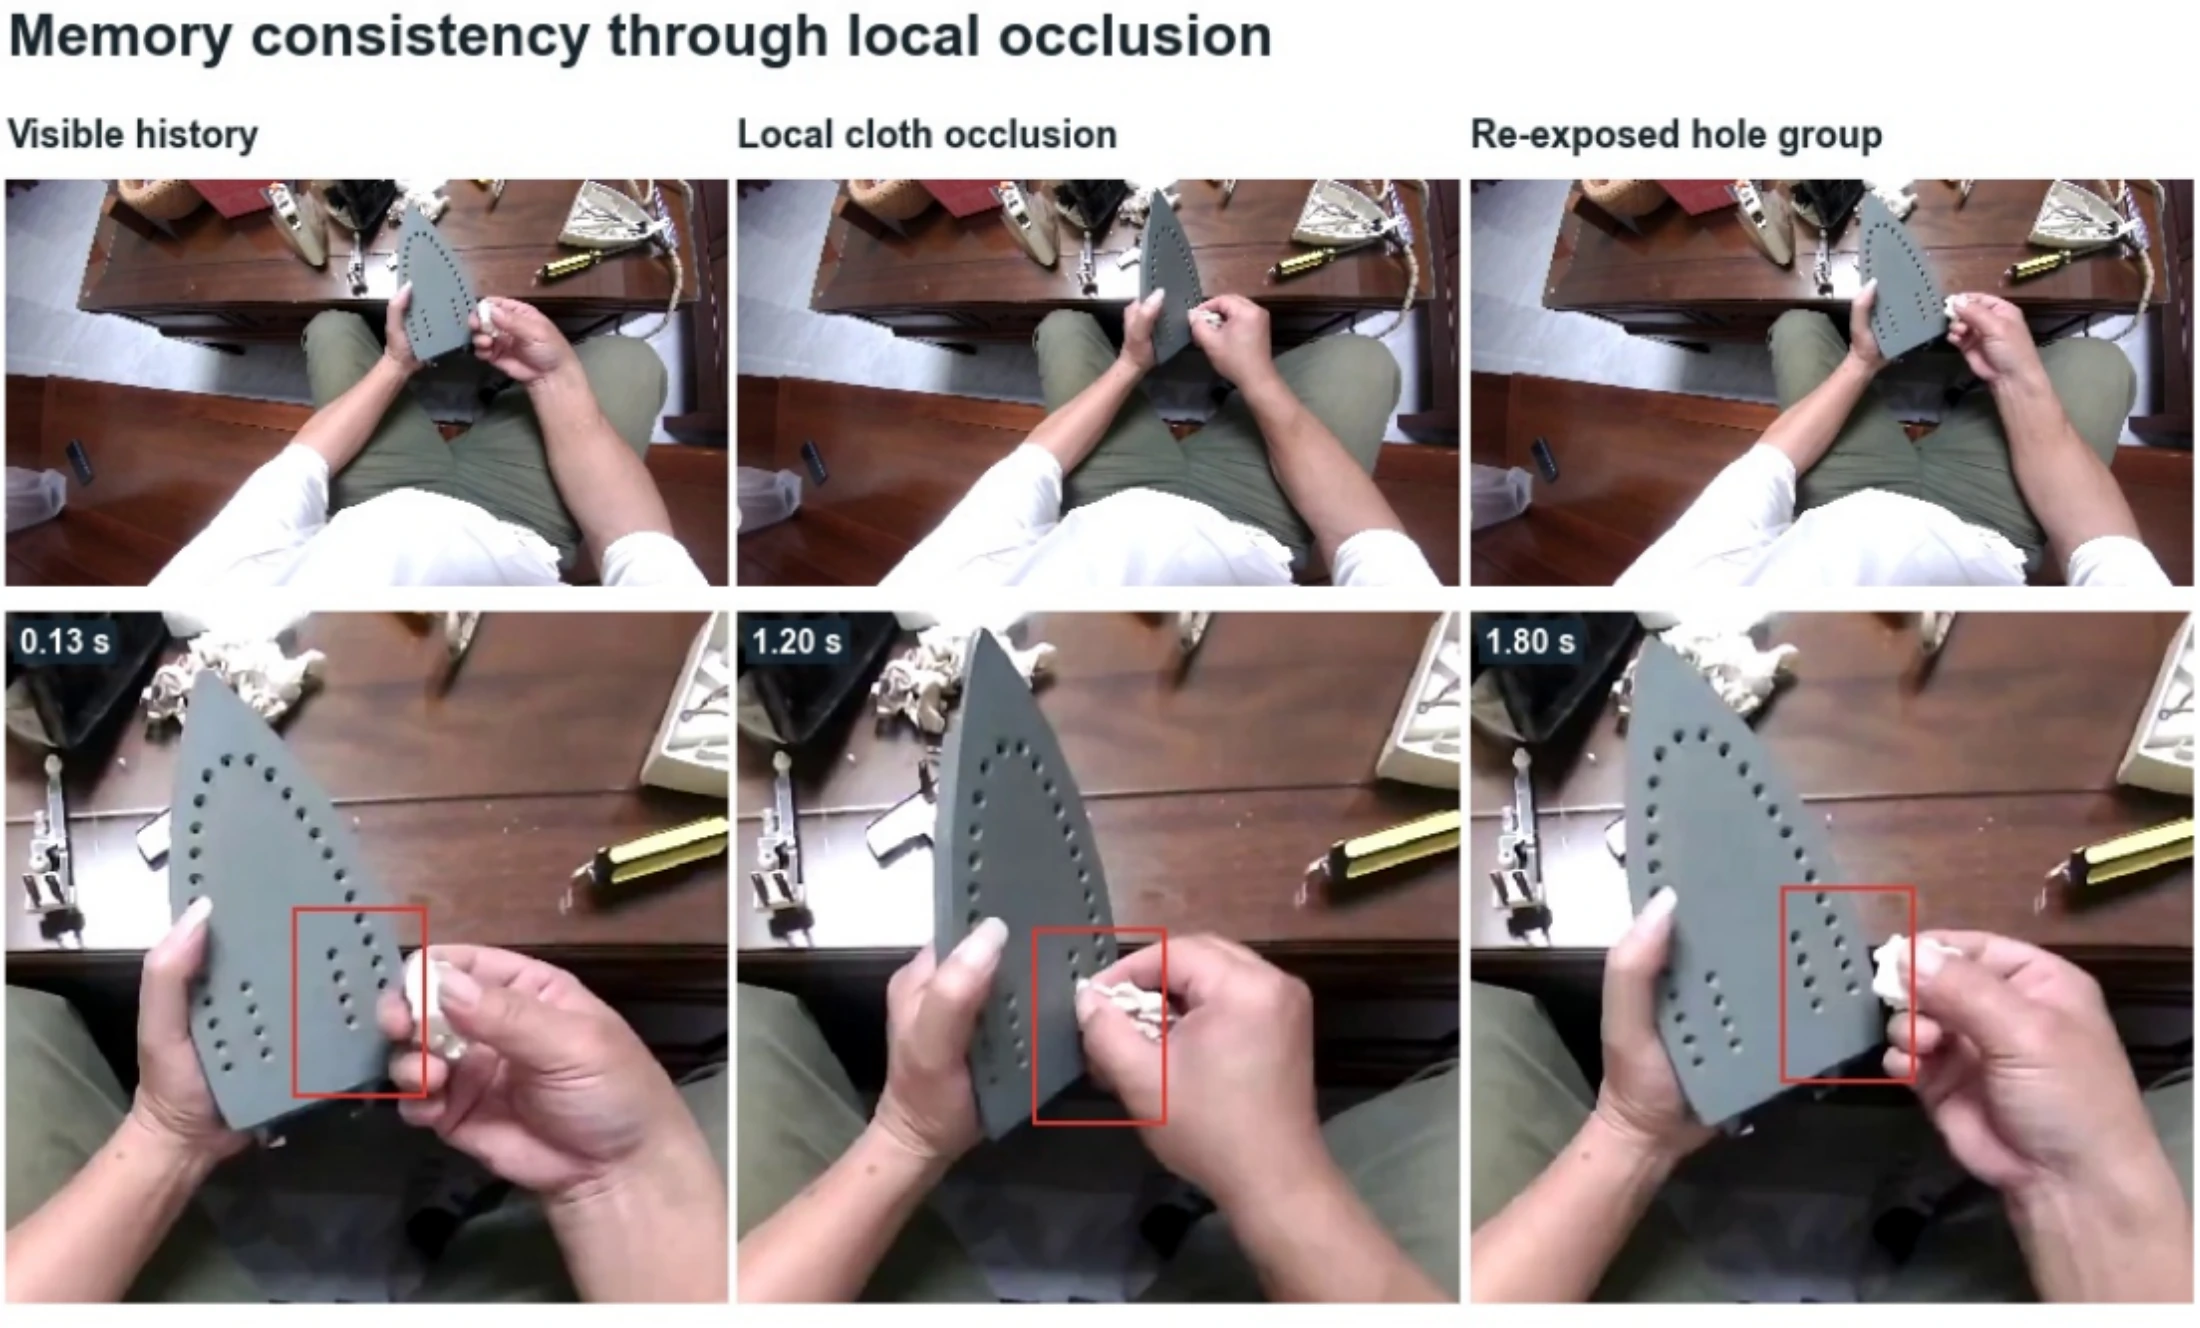 Memory consistency through local occlusion
Visible history
Local cloth occlusion
Re-exposed hole group
0.13 s
1.20 s
1.80 s